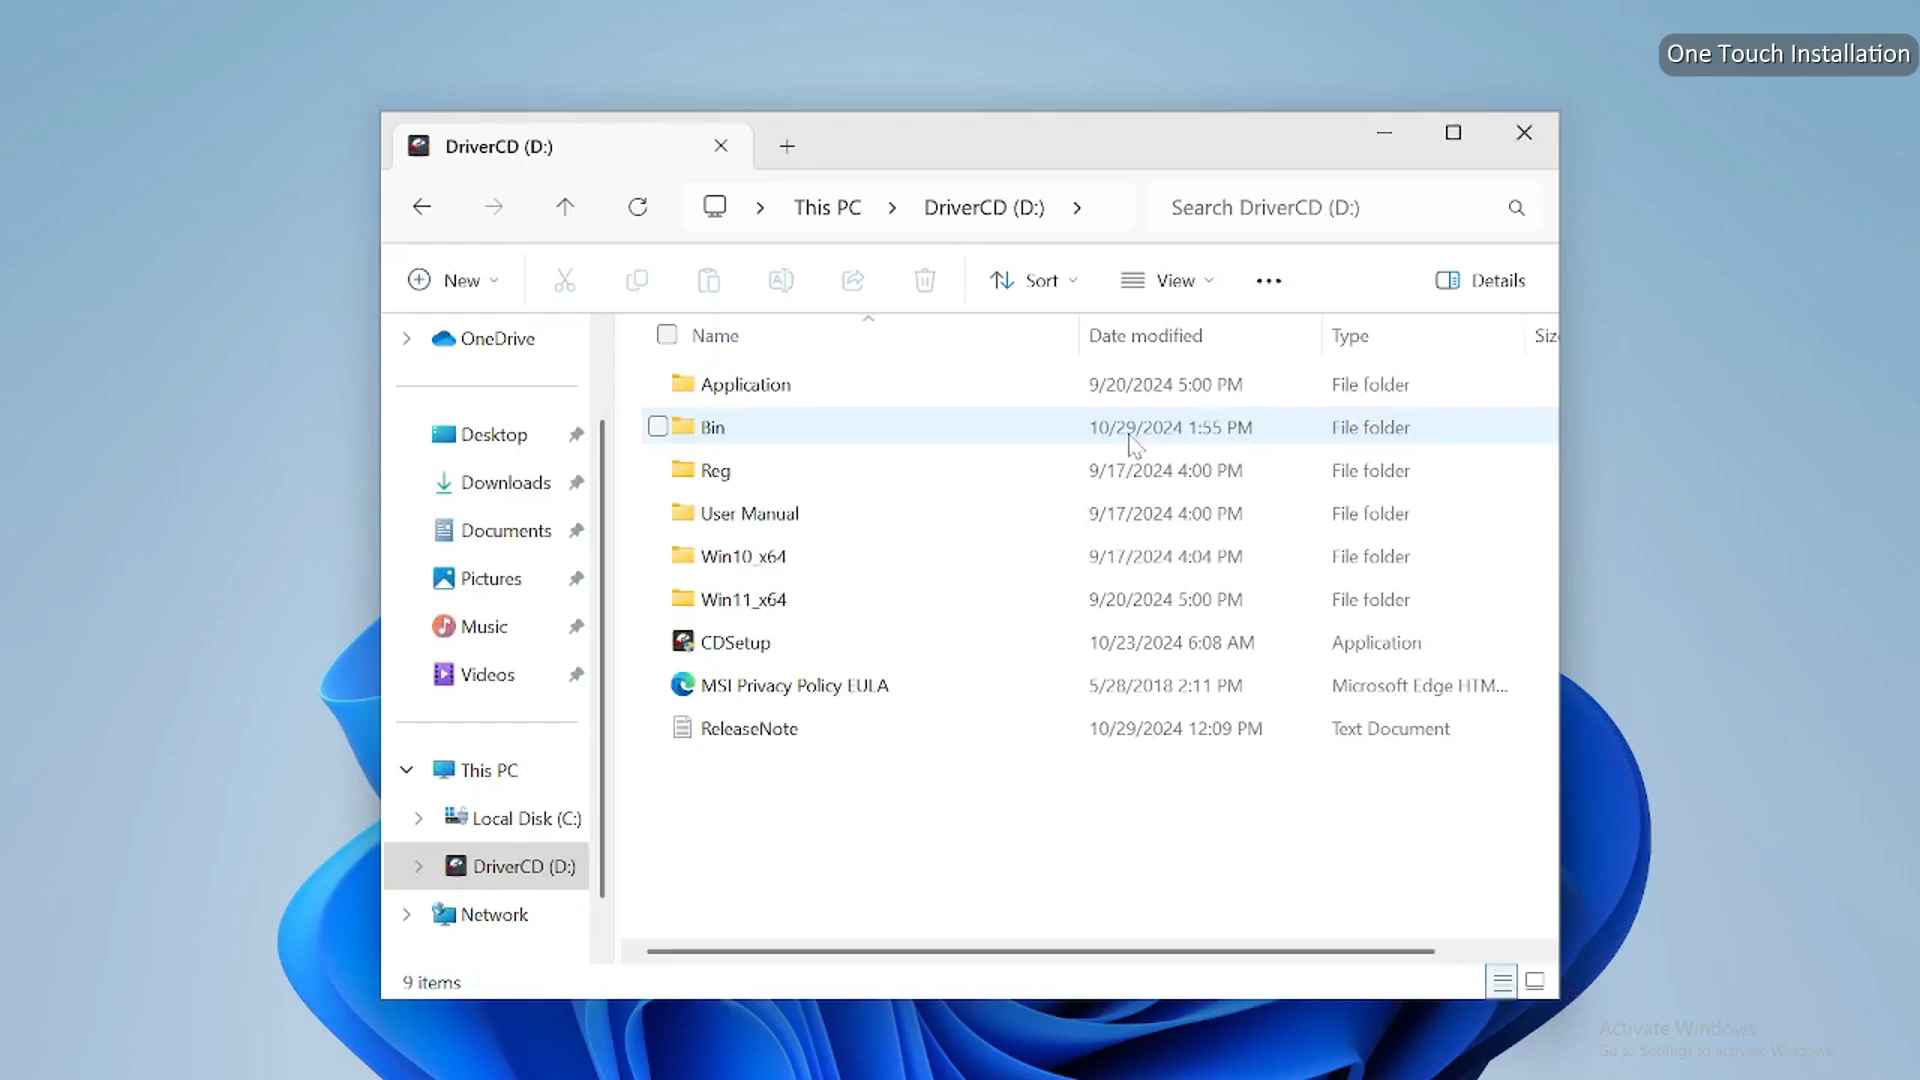 One Touch Installation
DriverCD (D:)
This PC DriverCD (D:) Search DriverCD (D:)
New Sort View Details
Name Date modified Type Siz
OneDrive
Desktop
Downloads
Documents
Pictures
Music
Videos
This PC
Local Disk (C:)
DriverCD (D:)
Network
Application 9/20/2024 5:00 PM File folder
Bin 10/29/2024 1:55 PM File folder
Reg 9/17/2024 4:00 PM File folder
User Manual 9/17/2024 4:00 PM File folder
Win10_x64 9/17/2024 4:04 PM File folder
Win11_x64 9/20/2024 5:00 PM File folder
CDSetup 10/23/2024 6:08 AM Application
MSI Privacy Policy EULA 5/28/2018 2:11 PM Microsoft Edge HTM...
ReleaseNote 10/29/2024 12:09 PM Text Document
9 items
Activate Windows
Go to Settings to activate Windows.